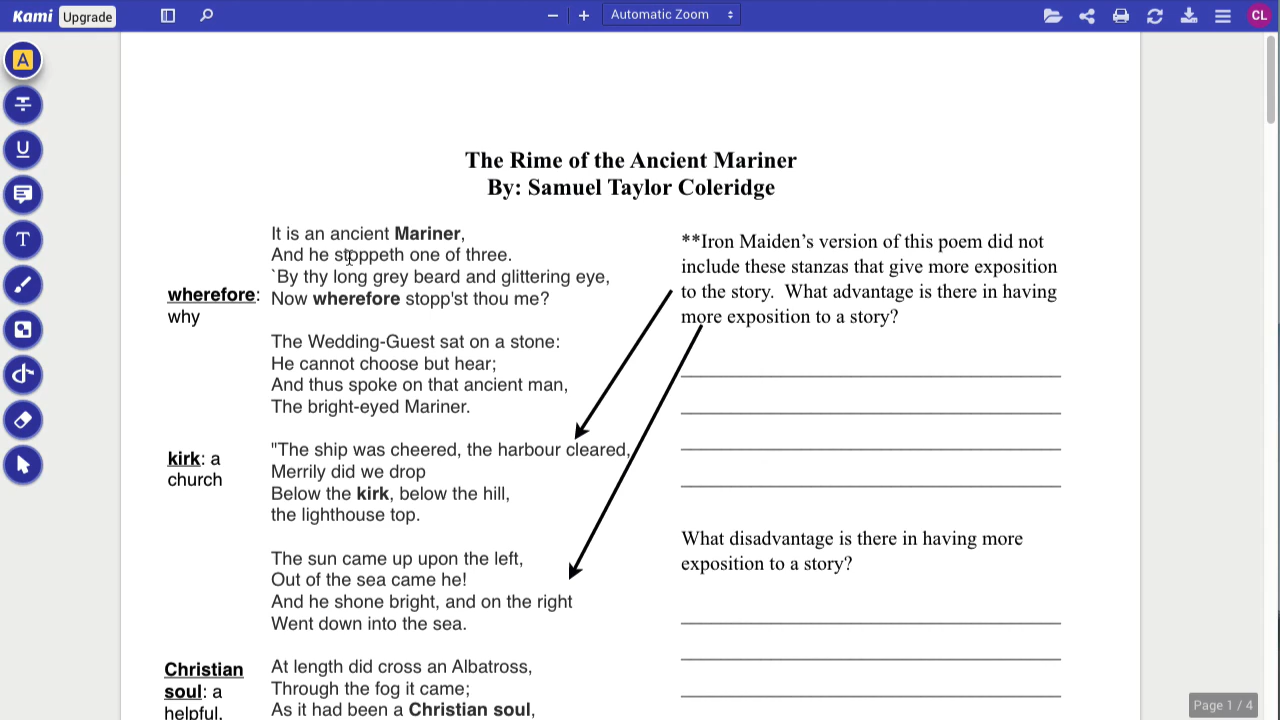 Kami Upgrade
Automatic Zoom
CL
A
T
U
T
The Rime of the Ancient Mariner
By: Samuel Taylor Coleridge
It is an ancient Mariner,
And he stoppeth one of three.
`By thy long grey beard and glittering eye,
Now wherefore stopp'st thou me?
wherefore:
why
The Wedding-Guest sat on a stone:
He cannot choose but hear;
And thus spoke on that ancient man,
The bright-eyed Mariner.
"The ship was cheered, the harbour cleared,
Merrily did we drop
Below the kirk, below the hill,
the lighthouse top.
kirk: a
church
The sun came up upon the left,
Out of the sea came he!
And he shone bright, and on the right
Went down into the sea.
At length did cross an Albatross,
Through the fog it came;
As it had been a Christian soul,
Christian
soul: a
helpful,
**Iron Maiden’s version of this poem did not
include these stanzas that give more exposition
to the story.  What advantage is there in having
more exposition to a story?
What disadvantage is there in having more
exposition to a story?
Page 1 / 4